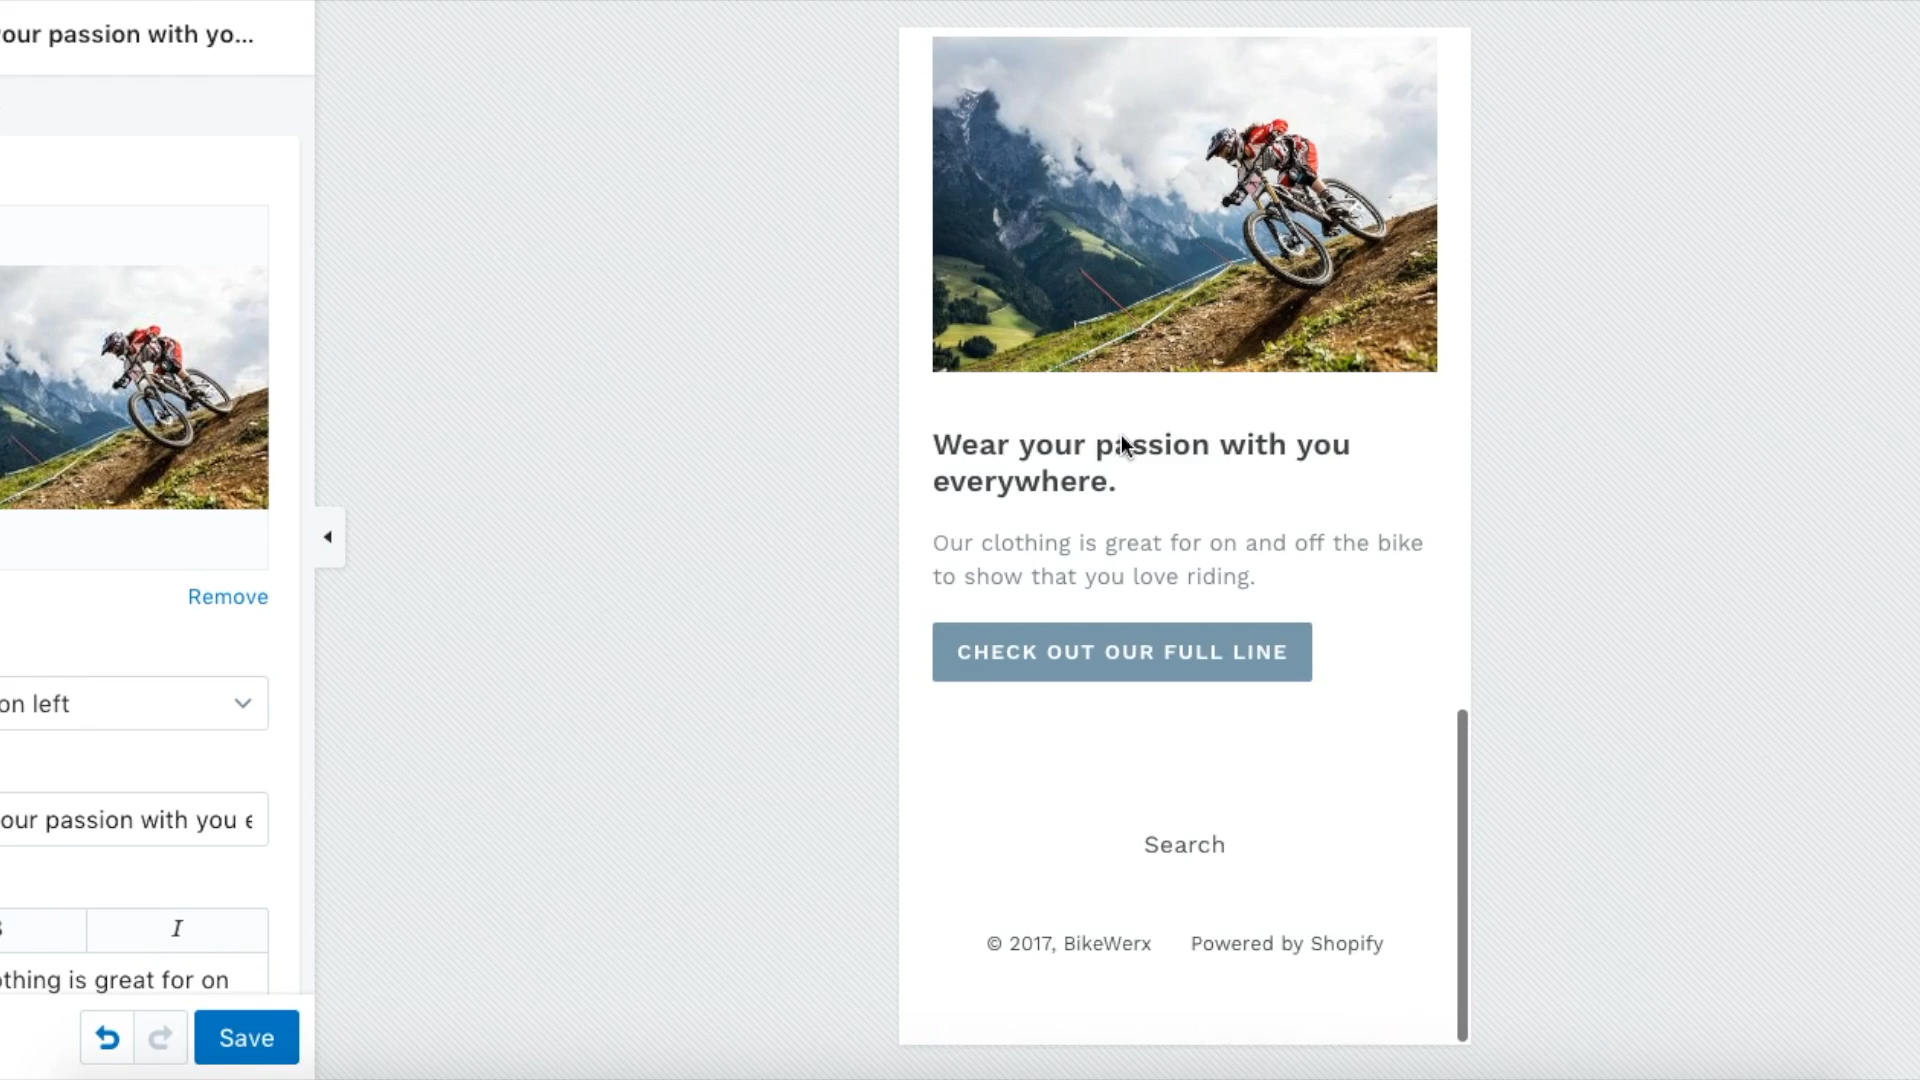 our passion with yo...
Remove
on left
our passion with you e
I
othing is great for on
Save
Wear your passion with you
everywhere.
Our clothing is great for on and off the bike
to show that you love riding.
CHECK OUT OUR FULL LINE
Search
© 2017, BikeWerx Powered by Shopify